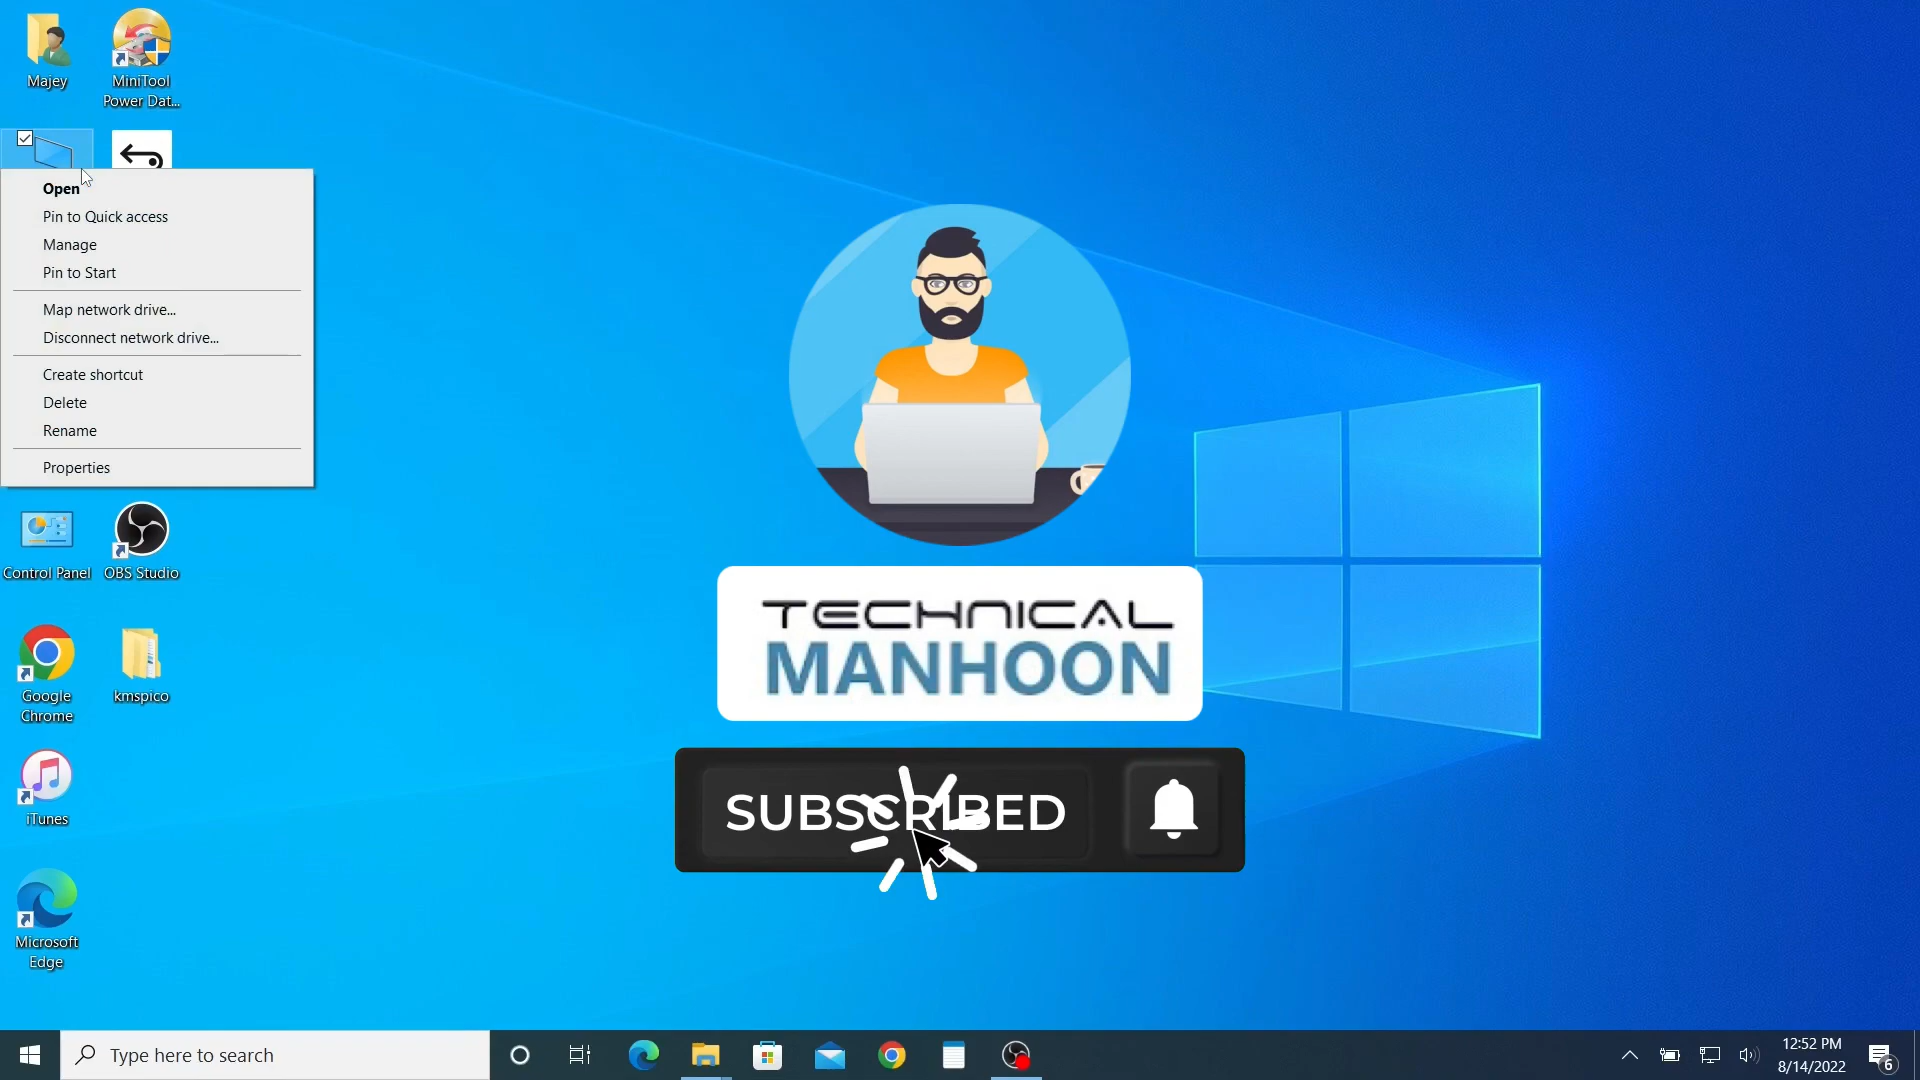 Majey
MiniTool
Power Dat...
Open
Pin to Quick access
Manage
Pin to Start
Map network drive...
Disconnect network drive...
Create shortcut
Delete
Rename
Properties
Control Panel
OBS Studio
Google
Chrome
kmspico
iTunes
Microsoft
Edge
TECHNICAL
MANHOON
SUBSCRIBED
Type here to search
12:52 PM
8/14/2022
6